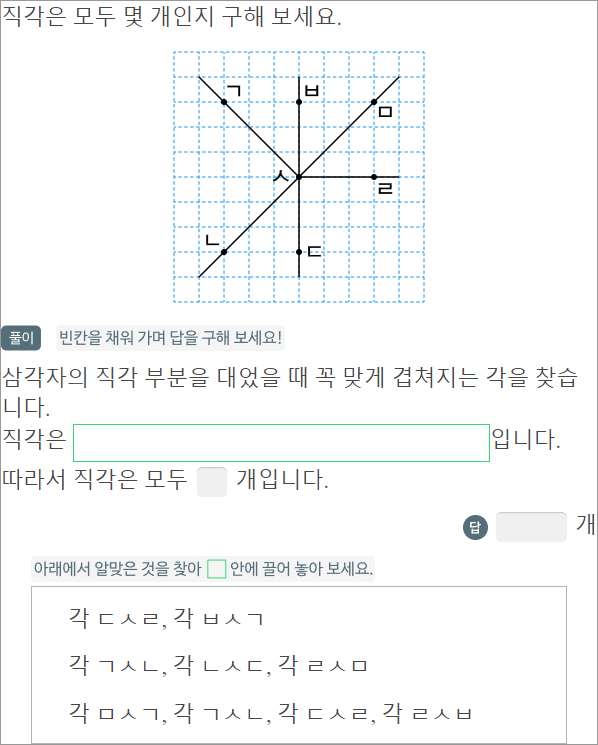 직각은 모두 몇 개인지 구해 보세요.
ㄱ
ㅂ
ㅁ
ㅅ
ㄹ
ㄴ
ㄷ
풀이 빈칸을 채워 가며 답을 구해 보세요!
삼각자의 직각 부분을 대었을 때 꼭 맞게 겹쳐지는 각을 찾습
니다.
직각은 입니다.
따라서 직각은 모두 개입니다.
답 개
아래에서 알맞은 것을 찾아 안에 끌어 놓아 보세요.
각 ㄷㅅㄹ, 각 ㅂㅅㄱ
각 ㄱㅅㄴ, 각 ㄴㅅㄷ, 각 ㄹㅅㅁ
각 ㅁㅅㄱ, 각 ㄱㅅㄴ, 각 ㄷㅅㄹ, 각 ㄹㅅㅂ